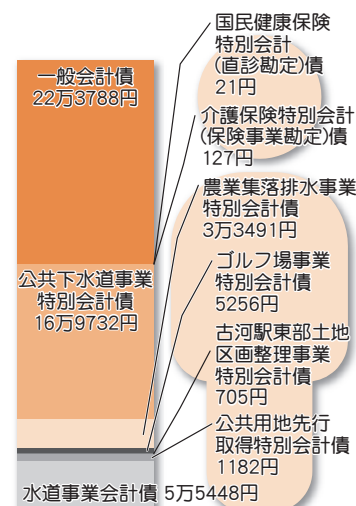 国民健康保険
特別会計
(直診勘定)債
21円
一般会計債
22万3788円
介護保険特別会計
(保険事業勘定)債
127円
農業集落排水事業
特別会計債
3万3491円
公共下水道事業
特別会計債
16万9732円
ゴルフ場事業
特別会計債
5256円
古河駅東部土地
区画整理事業
特別会計債
705円
公共用地先行
取得特別会計債
1182円
水道事業会計債 5万5448円